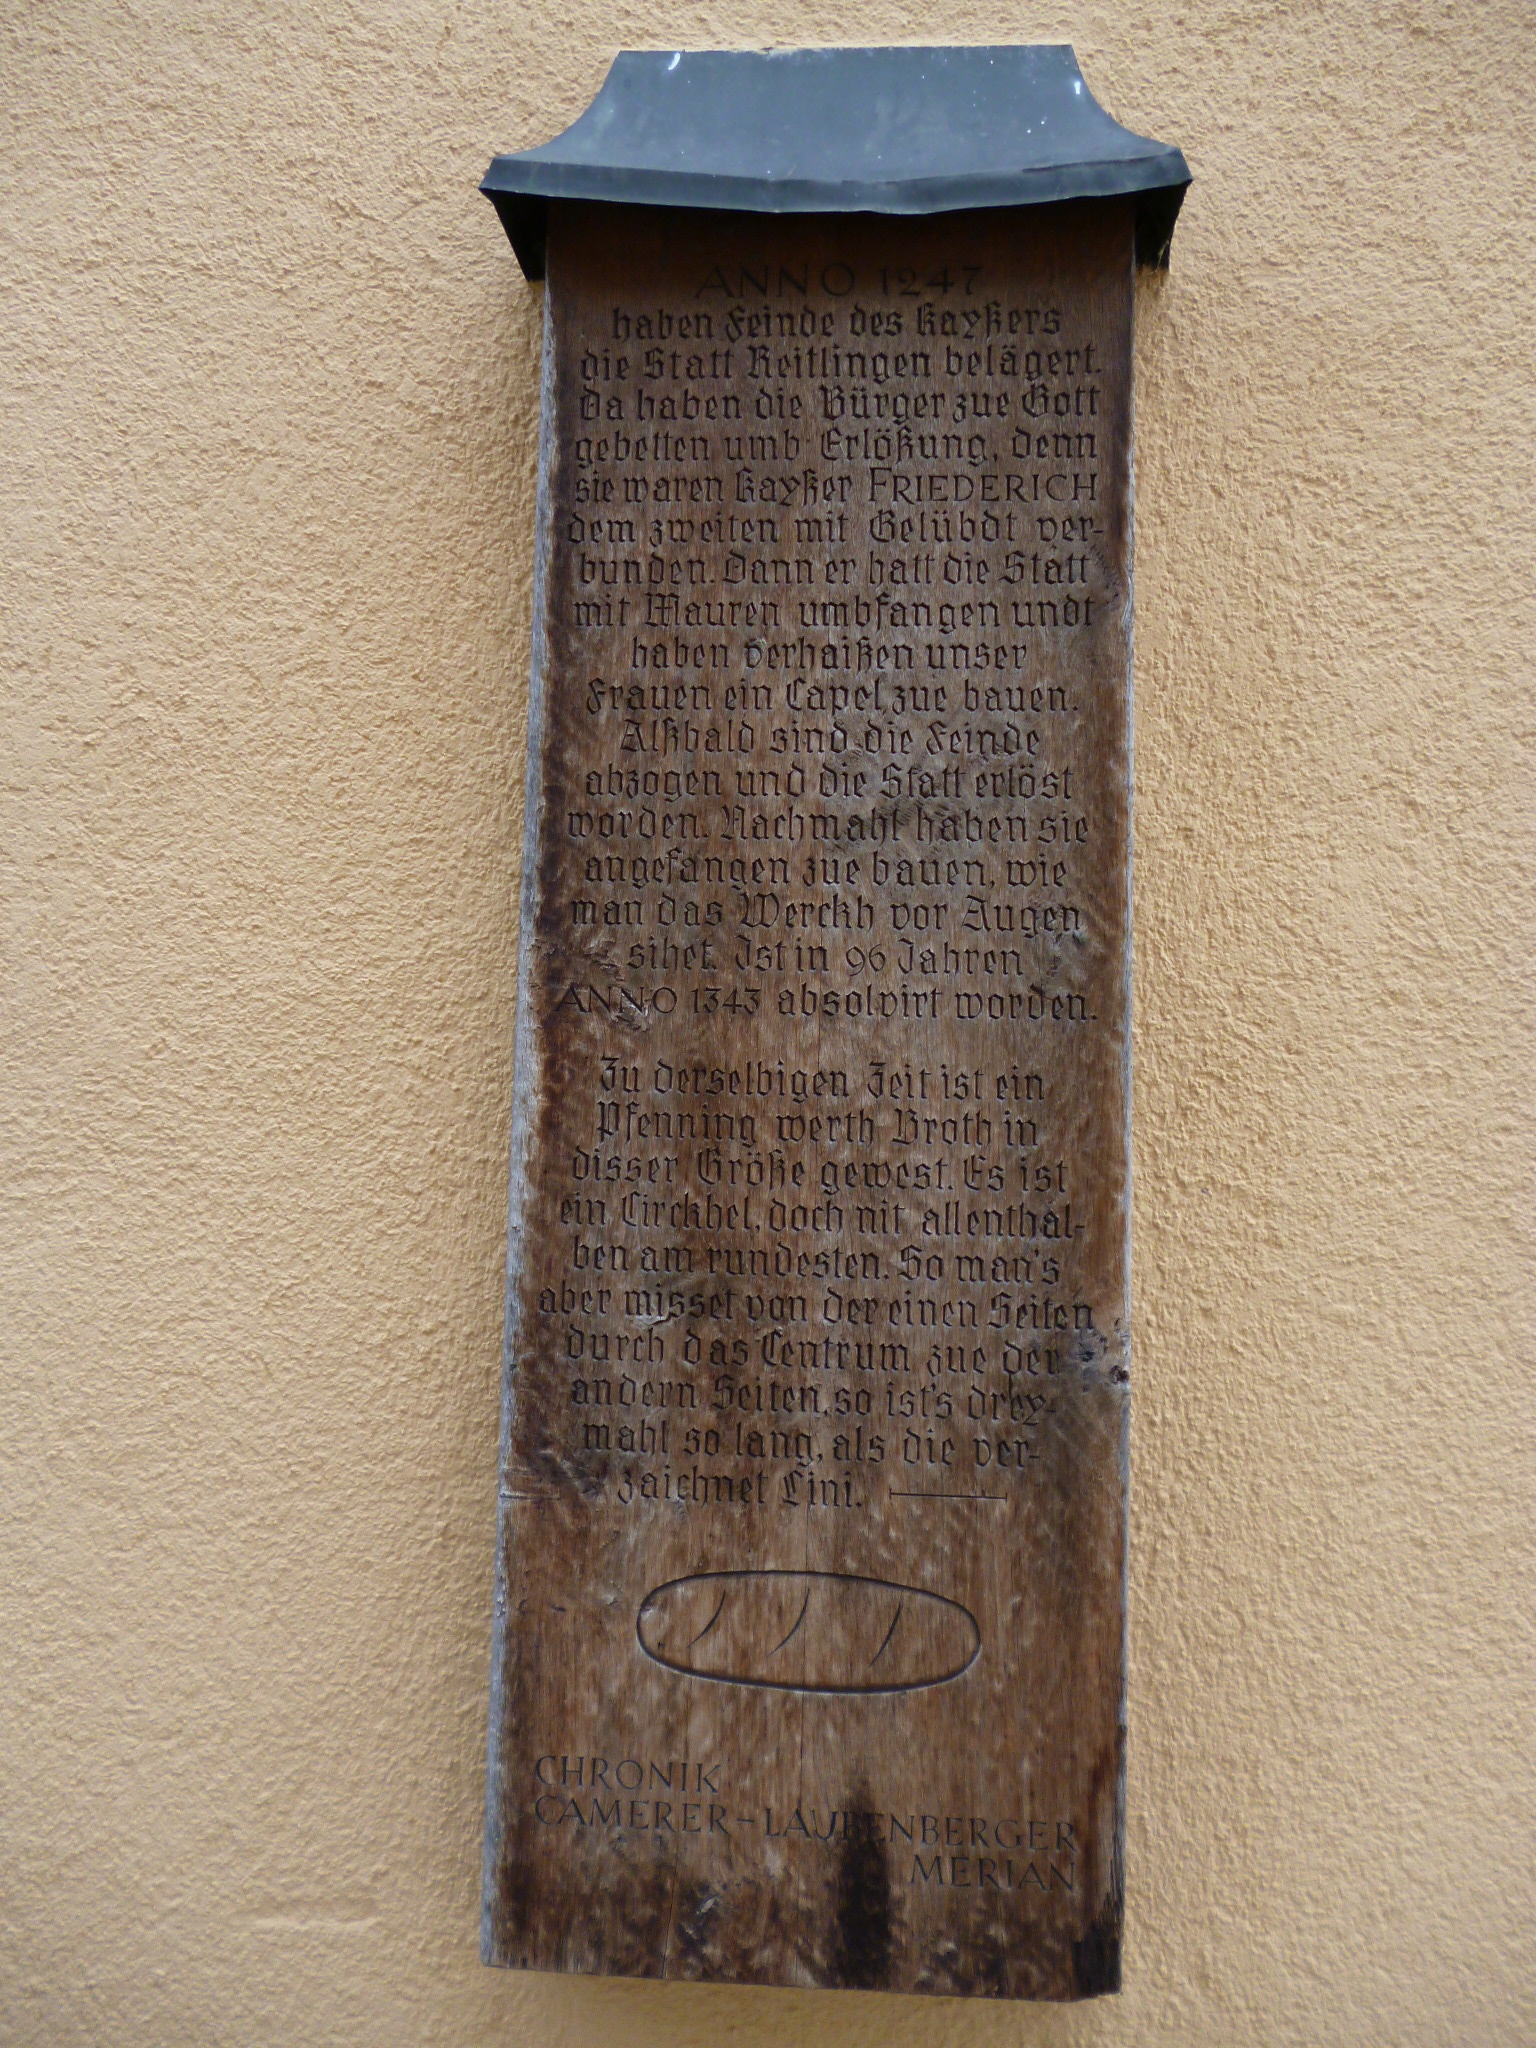 ANNO 1247
haben Feinde des Kayßers
die Statt Reitlingen belägert.
Da haben die Bürger zue Gott
gebetten umb Erlößung, denn
sie waren Kayßer FRIEDERICH
dem zweiten mit Gelübdt ver-
bunden. Dann er hatt die Statt
mit Mauren umbfangen undt
haben verhaißen unser
Frauen ein Capel zue bauen.
Alßbald sind die Feinde
abzogen und die Statt erlöst
worden. Nachmahl haben sie
angefangen zue bauen, wie
man das Werckh vor Augen
sihet. Ist in 96 Jahren
ANNO 1343 absolvirt worden.
Zu derselbigen Zeit ist ein
Pfenning werth Broth in
disser Größe gewest. Es ist
ein Circkhel, doch nit allenthal-
ben am rundesten. So man's
aber misset von der einen Seiten
durch das Centrum zue der
andern Seiten, so ist's drey-
mahl so lang, als die ver-
zaichnet Lini.
CHRONIK
CAMERER-LAUBENBERGER
MERIAN